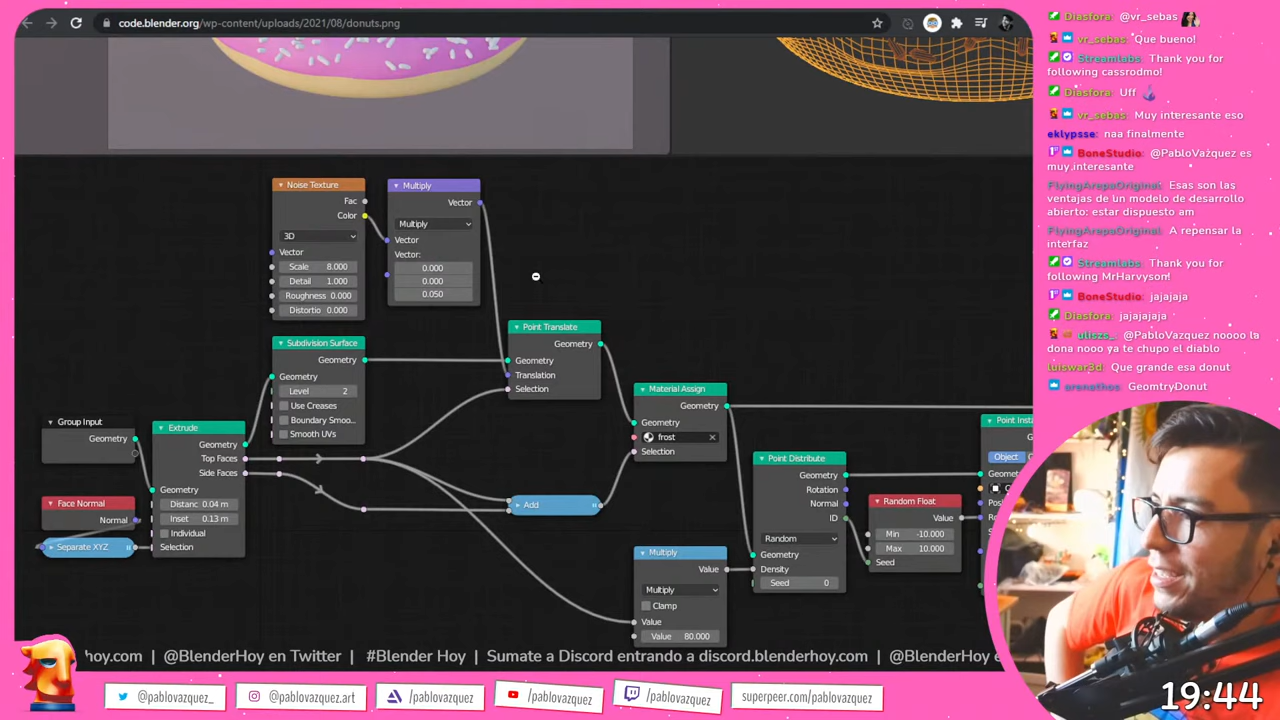 code.blender.org/wp-content/uploads/2021/08/donuts.png
Noise Texture
Fac
Color
3D
Vector
Scale 8.000
Detail 1.000
Roughness 0.000
Distortio 0.000
Multiply
Vector
Multiply
Vector
Vector:
0.000
0.000
0.050
Subdivision Surface
Geometry
Geometry
Level 2
Use Creases
Boundary Smoo...
Smooth UVs
Point Translate
Geometry
Geometry
Translation
Selection
Group Input
Geometry
Face Normal
Normal
Separate XYZ
Extrude
Geometry
Top Faces
Side Faces
Geometry
Distanc 0.04 m
Inset 0.13 m
Individual
Selection
Add
Material Assign
Geometry
Geometry
frost
Selection
Multiply
Value
Multiply
Clamp
Value
Value 80.000
Point Distribute
Geometry
Rotation
Normal
ID
Random
Geometry
Density
Seed 0
Random Float
Value
Min -10.000
Max 10.000
Seed
Point Insta
Object
Geomet
Diasfora: @vr_sebas
vr_sebas: Que bueno!
Streamlabs: Thank you for
following cassrodmo!
Diasfora: Uff
vr_sebas: Muy interesante eso
eklypsse: naa finalmente
BoneStudio: @PabloVazquez es
muy interesante
FlyingArepaOriginal: Esas son las
ventajas de un modelo de desarrollo
abierto: estar dispuesto am
FlyingArepaOriginal: A repensar la
interfaz
Streamlabs: Thank you for
following MrHarvyson!
BoneStudio: jajajaja
Diasfora: jajajajaja
uliszs_: @PabloVazquez noooo la
dona nooo ya te chupo el diablo
luiswar3d: Que grande esa donut
arenathos: GeomtryDonut
hoy.com | @BlenderHoy en Twitter | #Blender Hoy | Sumate a Discord entrando a discord.blenderhoy.com | @BlenderHoy en
@pablovazquez_
@pablovazquez.art
/pablovazquez
/pablovazquez
/pablovazquez
superpeer.com/pablovazquez
19:44